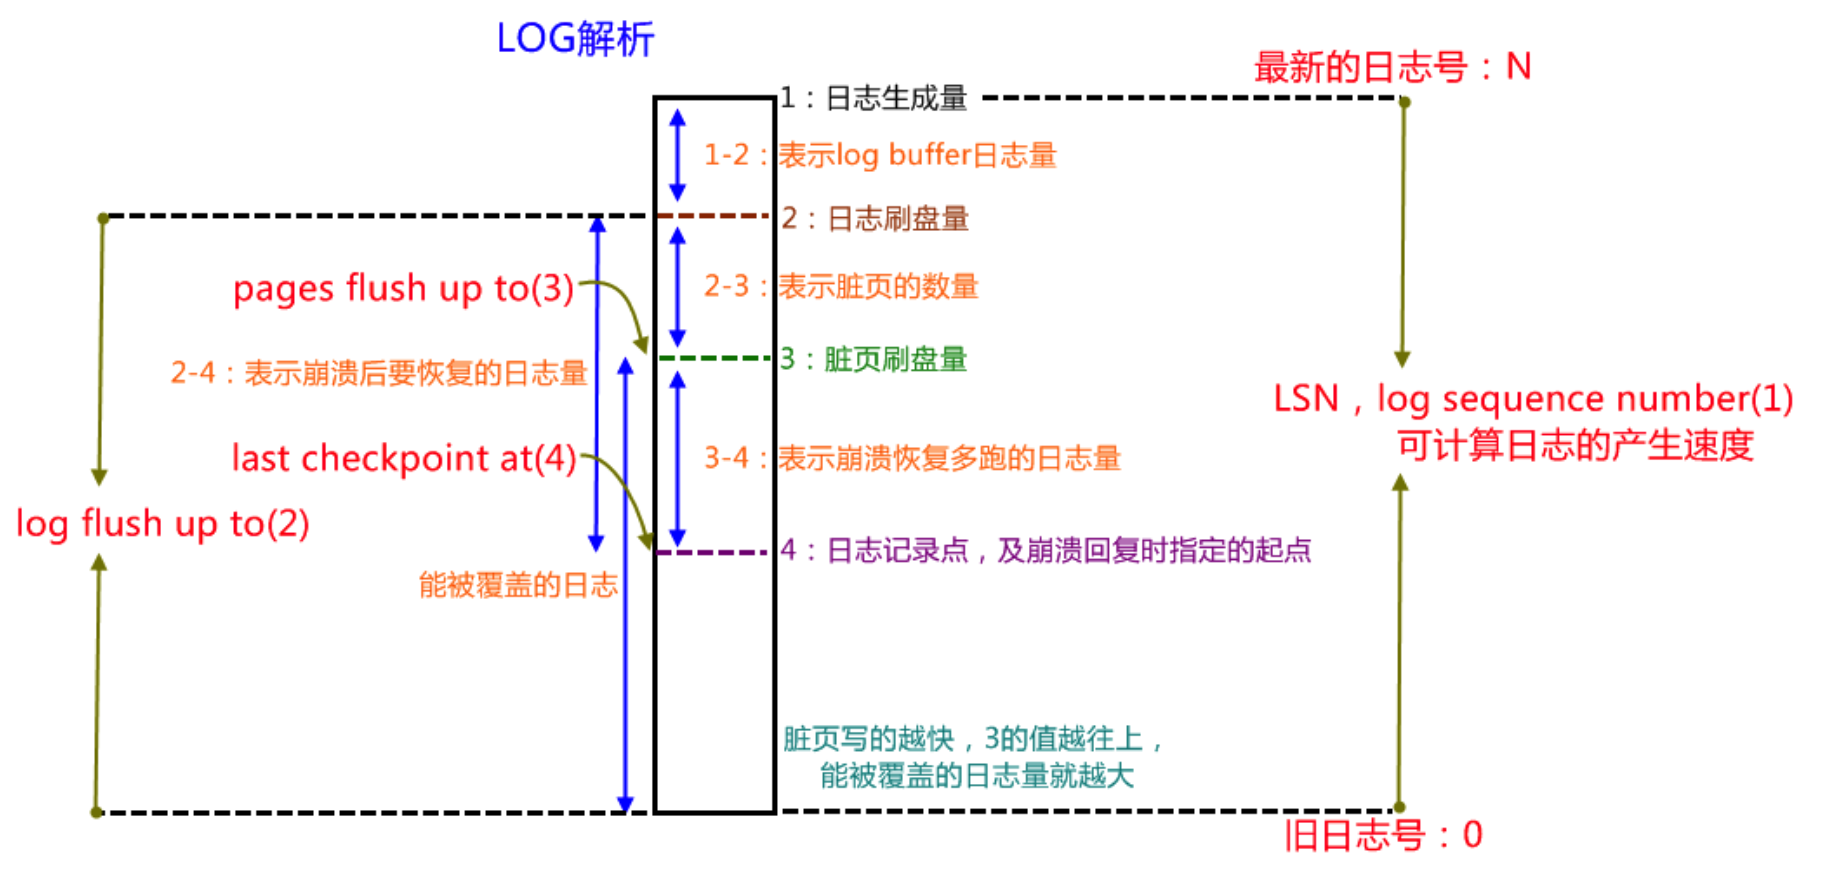 LOG解析
最新的日志号：N
1：日志生成量
1-2：表示log buffer日志量
2：日志刷盘量
pages flush up to(3)
2-3：表示脏页的数量
3：脏页刷盘量
2-4：表示崩溃后要恢复的日志量
LSN，log sequence number(1)
可计算日志的产生速度
last checkpoint at(4)
3-4：表示崩溃恢复多跑的日志量
log flush up to(2)
4：日志记录点，及崩溃回复时指定的起点
能被覆盖的日志
脏页写的越快，3的值越往上，
能被覆盖的日志量就越大
旧日志号：0